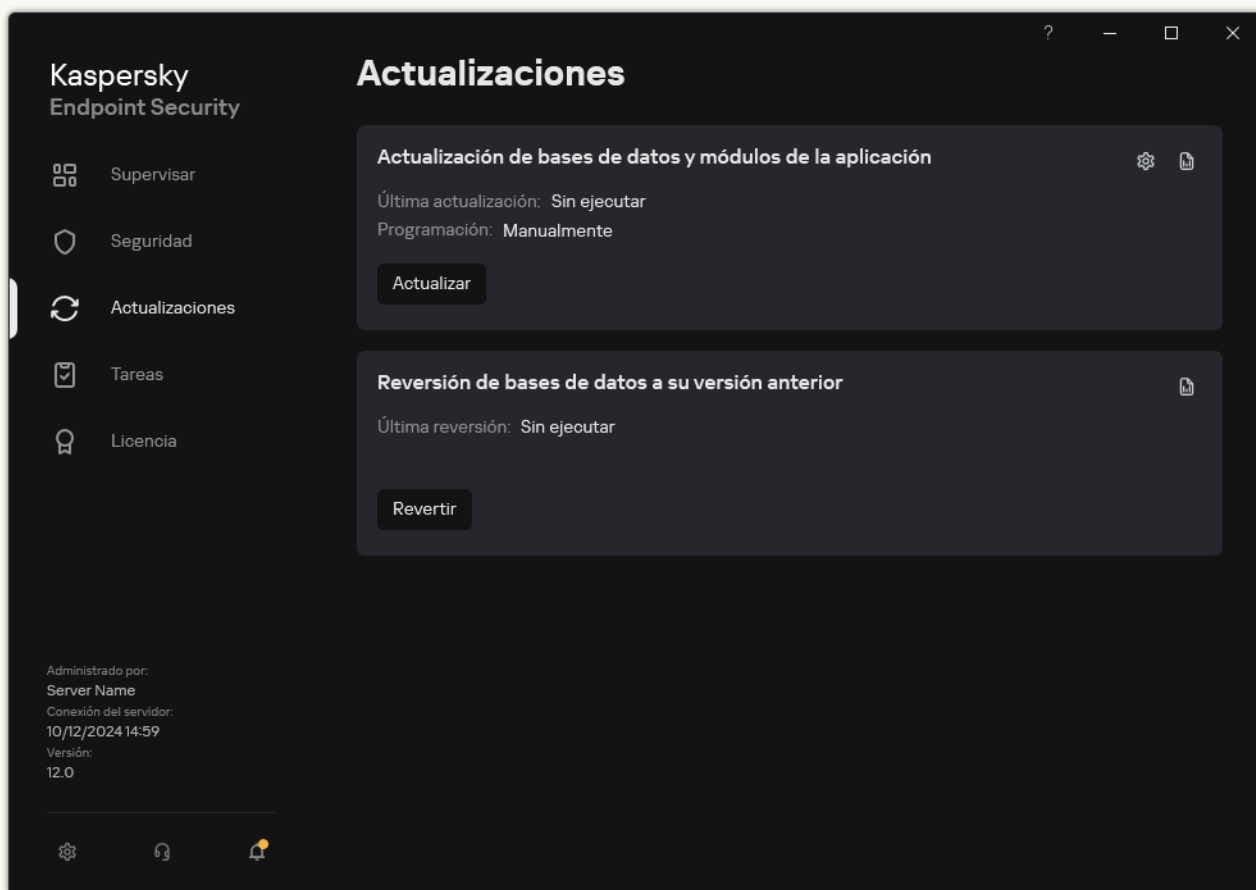 ?
Kaspersky
Endpoint Security
Supervisar
Seguridad
Actualizaciones
Tareas
Licencia
Administrado por:
Server Name
Conexión del servidor:
10/12/2024 14:59
Versión:
12.0
Actualizaciones
Actualización de bases de datos y módulos de la aplicación
Última actualización: Sin ejecutar
Programación: Manualmente
Actualizar
Reversión de bases de datos a su versión anterior
Última reversión: Sin ejecutar
Revertir